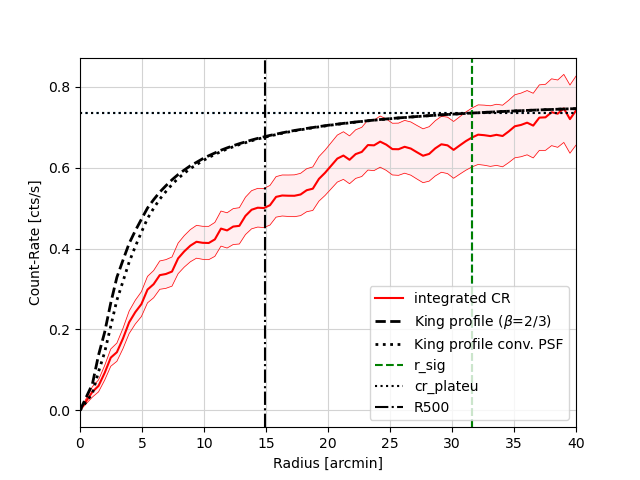 0.8
0.6
0.4
0.2
0.0
Count-Rate [cts/s]
integrated CR
King profile (β=2/3)
King profile conv. PSF
r_sig
cr_plateu
R500
0 5 10 15 20 25 30 35 40
Radius [arcmin]